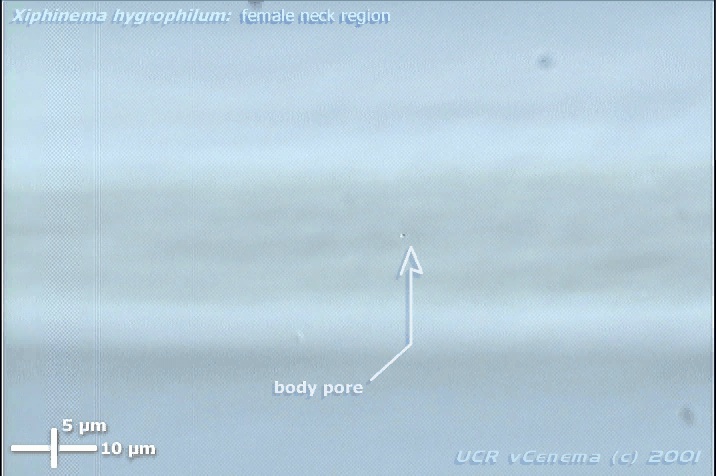 Xiphinema hygrophilum: female neck region
body pore
5 µm
10 µm
UCR vCenema (c) 2001